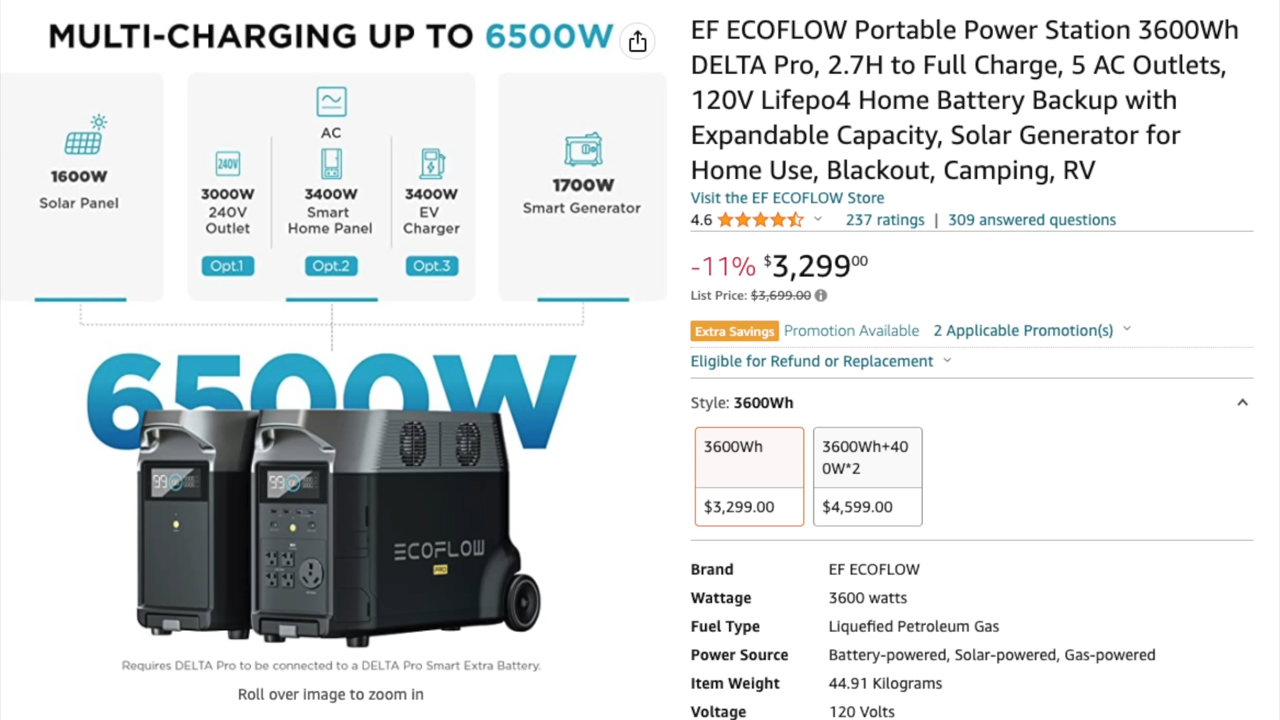 MULTI-CHARGING UP TO 6500W
1600W
Solar Panel
AC
240V
3000W
240V
Outlet
Opt.1
3400W
Smart
Home Panel
Opt.2
3400W
EV
Charger
Opt.3
1700W
Smart Generator
6500W
99
99
ECOFLOW
PRO
Requires DELTA Pro to be connected to a DELTA Pro Smart Extra Battery.
Roll over image to zoom in
EF ECOFLOW Portable Power Station 3600Wh
DELTA Pro, 2.7H to Full Charge, 5 AC Outlets,
120V Lifepo4 Home Battery Backup with
Expandable Capacity, Solar Generator for
Home Use, Blackout, Camping, RV
Visit the EF ECOFLOW Store
4.6 237 ratings | 309 answered questions
-11% $3,29900
List Price: $3,699.00
Extra Savings Promotion Available 2 Applicable Promotion(s)
Eligible for Refund or Replacement
Style: 3600Wh
3600Wh
$3,299.00
3600Wh+40
0W*2
$4,599.00
Brand EF ECOFLOW
Wattage 3600 watts
Fuel Type Liquefied Petroleum Gas
Power Source Battery-powered, Solar-powered, Gas-powered
Item Weight 44.91 Kilograms
Voltage 120 Volts